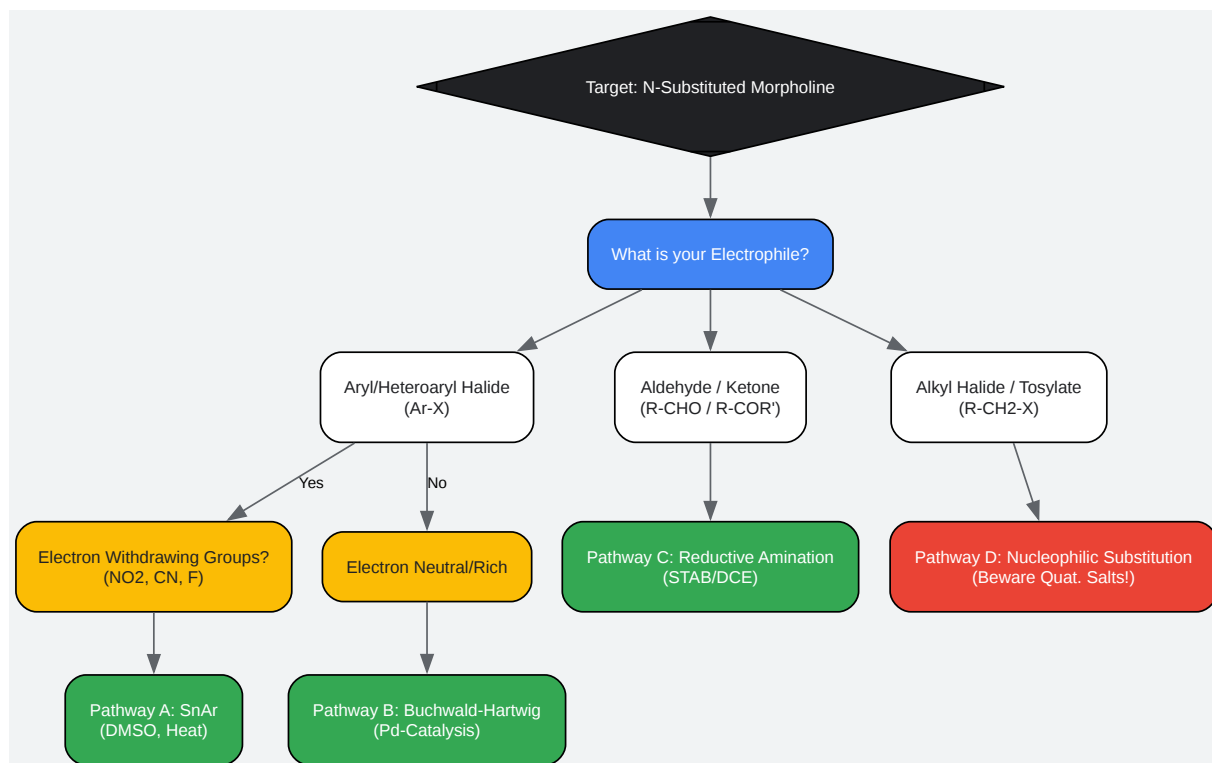 Target: N-Substituted Morpholine
What is your Electrophile?
Aryl/Heteroaryl Halide
(Ar-X)
Aldehyde / Ketone
(R-CHO / R-COR')
Alkyl Halide / Tosylate
(R-CH2-X)
Yes
No
Electron Withdrawing Groups?
(NO2, CN, F)
Electron Neutral/Rich
Pathway C: Reductive Amination
(STAB/DCE)
Pathway D: Nucleophilic Substitution
(Beware Quat. Salts!)
Pathway A: SnAr
(DMSO, Heat)
Pathway B: Buchwald-Hartwig
(Pd-Catalysis)